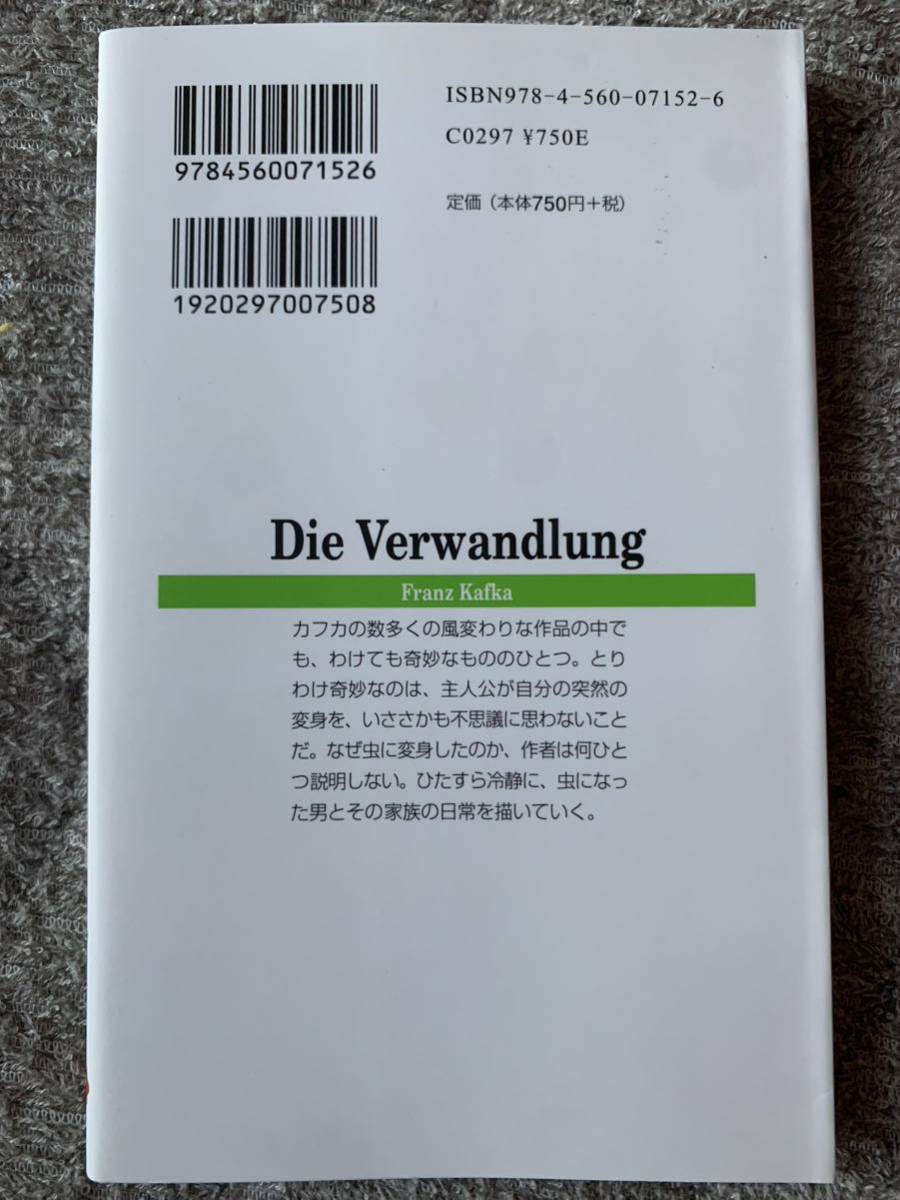 9784560071526
ISBN978-4-560-07152-6
C0297 ¥750E
定価（本体750円+税）
1920297007508
Die Verwandlung
Franz Kafka
カフカの数多くの風変わりな作品の中で
も、わけても奇妙なもののひとつ。とり
わけ奇妙なのは、主人公が自分の突然の
変身を、いささかも不思議に思わないこと
だ。なぜ虫に変身したのか、作者は何ひと
つ説明しない。ひたすら冷静に、虫になっ
た男とその家族の日常を描いていく。